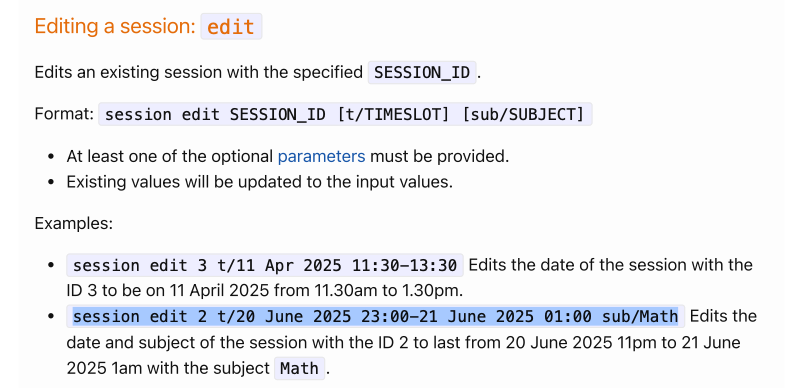 Editing a session: edit
Edits an existing session with the specified SESSION_ID.
Format: session edit SESSION_ID [t/TIMESLOT] [sub/SUBJECT]
• At least one of the optional parameters must be provided.
• Existing values will be updated to the input values.
Examples:
• session edit 3 t/11 Apr 2025 11:30-13:30 Edits the date of the session with the
ID 3 to be on 11 April 2025 from 11.30am to 1.30pm.
• session edit 2 t/20 June 2025 23:00-21 June 2025 01:00 sub/Math Edits the
date and subject of the session with the ID 2 to last from 20 June 2025 11pm to 21 June
2025 1am with the subject Math.